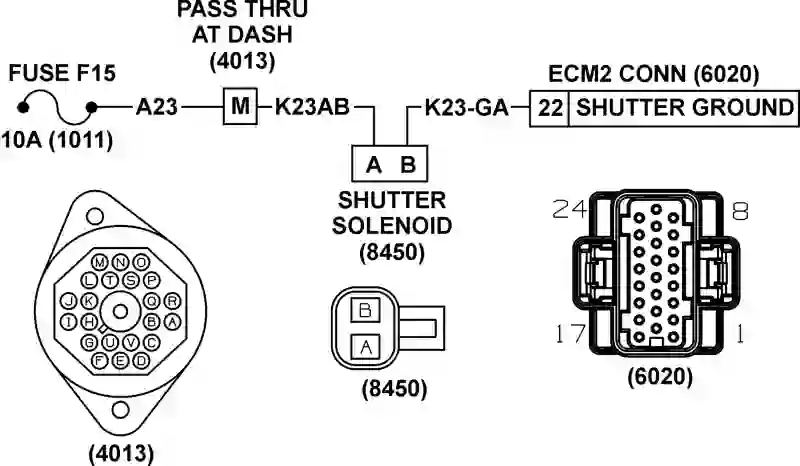 PASS THRU
AT DASH
(4013)
FUSE F15
10A (1011)
A23
M
K23AB
K23-GA
ECM2 CONN (6020)
22 SHUTTER GROUND
A B
SHUTTER
SOLENOID
(8450)
M N O
L T S P
J K Q R
I H B A
G U V C
F E D
(4013)
B
A
(8450)
24 8
17 1
(6020)